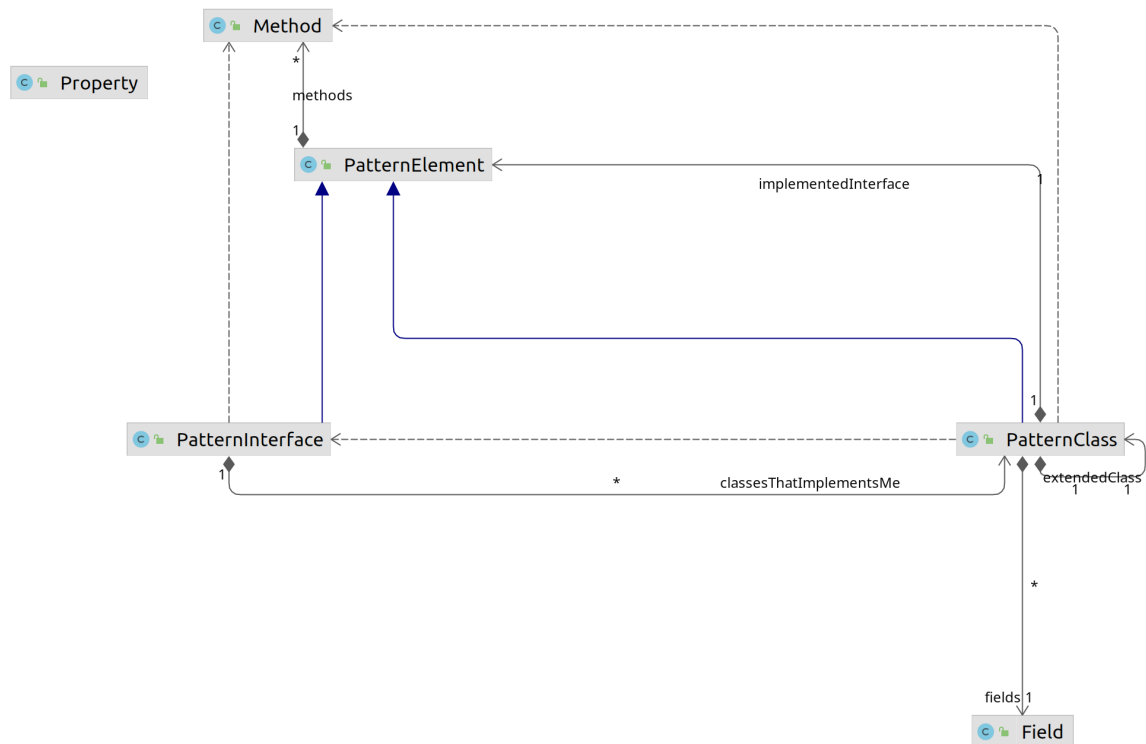 C Method
*
C Property
methods
1
C PatternElement
implementedInterface
1
1
C PatternInterface
C PatternClass
1
*
classesThatImplementsMe
extendedClass
1
1
*
fields
1
C Field